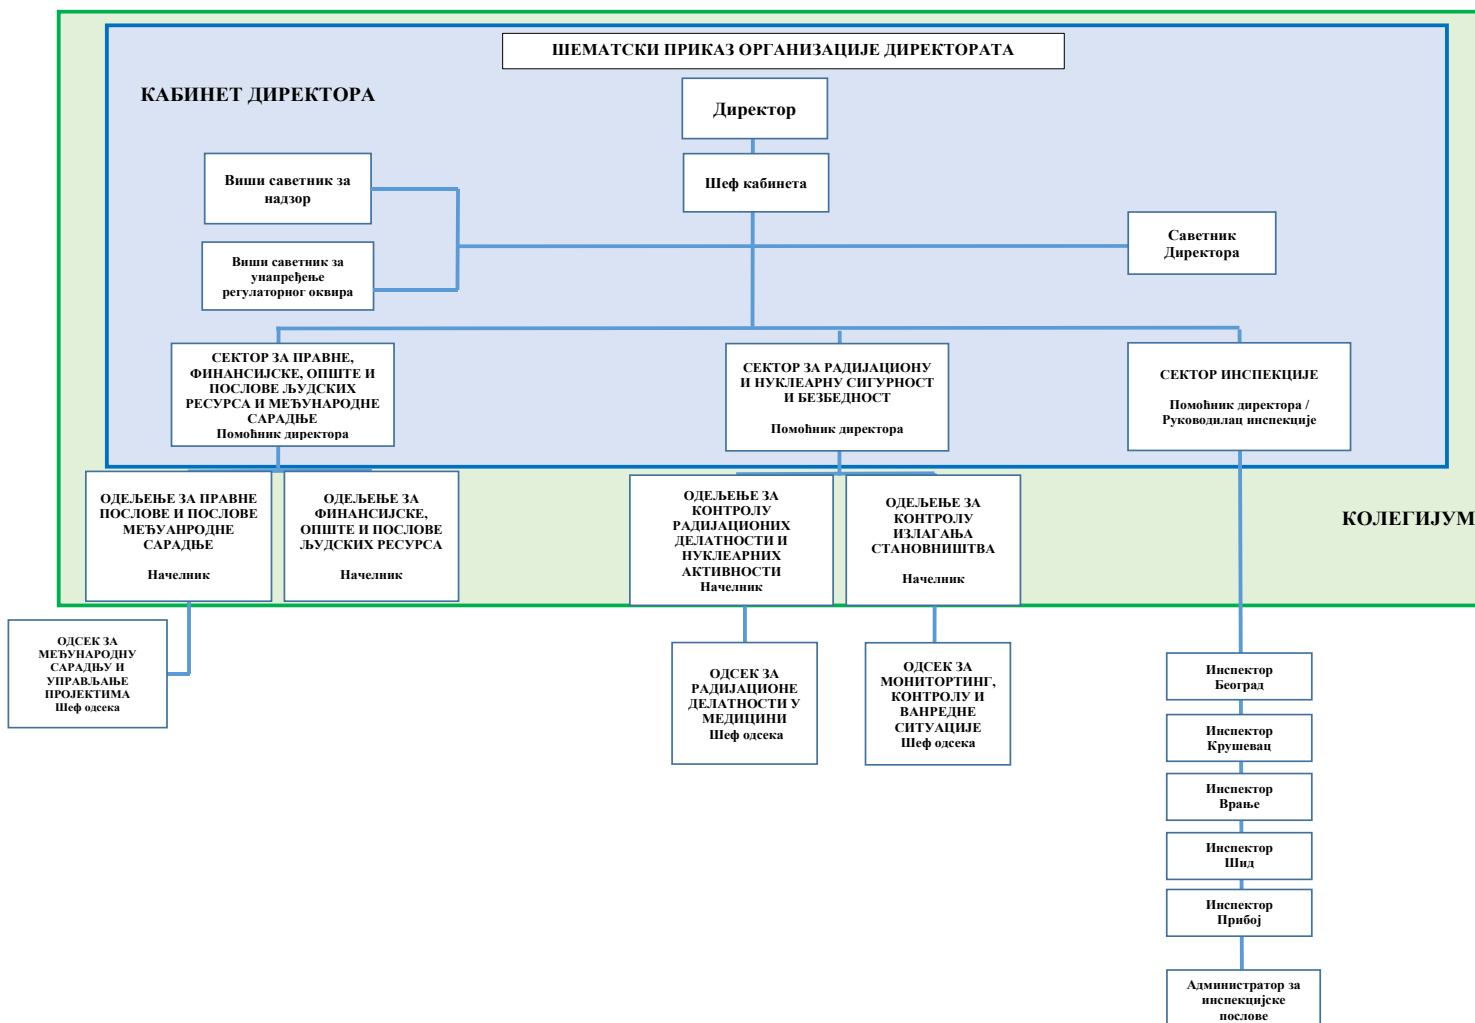 ШЕМАТСКИ ПРИКАЗ ОРГАНИЗАЦИЈЕ ДИРЕКТОРАТА
КАБИНЕТ ДИРЕКТОРА
Директор
Шеф кабинета
Виши саветник за
надзор
Виши саветник за
унапређење
регулаторног оквира
Саветник
Директора
СЕКТОР ЗА ПРАВНЕ,
ФИНАНСИЈСКЕ, ОПШТЕ И
ПОСЛОВЕ ЉУДСКИХ
РЕСУРСА И МЕЂУНАРОДНЕ
САРАДЊЕ
Помоћник директора
СЕКТОР ЗА РАДИЈАЦИОНУ
И НУКЛЕАРНУ СИГУРНОСТ
И БЕЗБЕДНОСТ
Помоћник директора
СЕКТОР ИНСПЕКЦИЈЕ
Помоћник директора /
Руководилац инспекције
ОДЕЉЕЊЕ ЗА ПРАВНЕ
ПОСЛОВЕ И ПОСЛОВЕ
МЕЂУАНРОДНЕ
САРАДЊЕ
Начелник
ОДЕЉЕЊЕ ЗА
ФИНАНСИЈСКЕ,
ОПШТЕ И ПОСЛОВЕ
ЉУДСКИХ РЕСУРСА
Начелник
ОДЕЉЕЊЕ ЗА
КОНТРОЛУ
РАДИЈАЦИОНИХ
ДЕЛАТНОСТИ И
НУКЛЕАРНИХ
АКТИВНОСТИ
Начелник
ОДЕЉЕЊЕ ЗА
КОНТРОЛУ
ИЗЛАГАЊА
СТАНОВНИШТВА
Начелник
КОЛЕГИЈУМ
ОДСЕК ЗА
МЕЂУНАРОДНУ
САРАДЊУ И
УПРАВЉАЊЕ
ПРОЈЕКТИМА
Шеф одсека
ОДСЕК ЗА
РАДИЈАЦИОНЕ
ДЕЛАТНОСТИ У
МЕДИЦИНИ
Шеф одсека
ОДСЕК ЗА
МОНИТОРТИНГ,
КОНТРОЛУ И
ВАНРЕДНЕ
СИТУАЦИЈЕ
Шеф одсека
Инспектор
Београд
Инспектор
Крушевац
Инспектор
Врање
Инспектор
Шид
Инспектор
Прибој
Администратор за
инспекцијске
послове